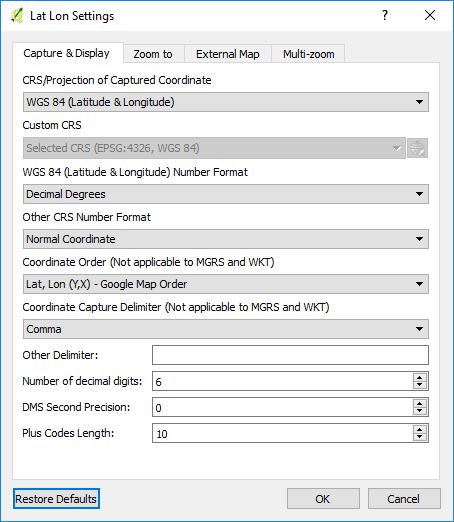 Lat Lon Settings
Capture & Display Zoom to External Map Multi-zoom
CRS/Projection of Captured Coordinate
WGS 84 (Latitude & Longitude)
Custom CRS
Selected CRS (EPSG:4326, WGS 84)
WGS 84 (Latitude & Longitude) Number Format
Decimal Degrees
Other CRS Number Format
Normal Coordinate
Coordinate Order (Not applicable to MGRS and WKT)
Lat, Lon (Y,X) - Google Map Order
Coordinate Capture Delimiter (Not applicable to MGRS and WKT)
Comma
Other Delimiter:
Number of decimal digits: 6
DMS Second Precision: 0
Plus Codes Length: 10
Restore Defaults OK Cancel